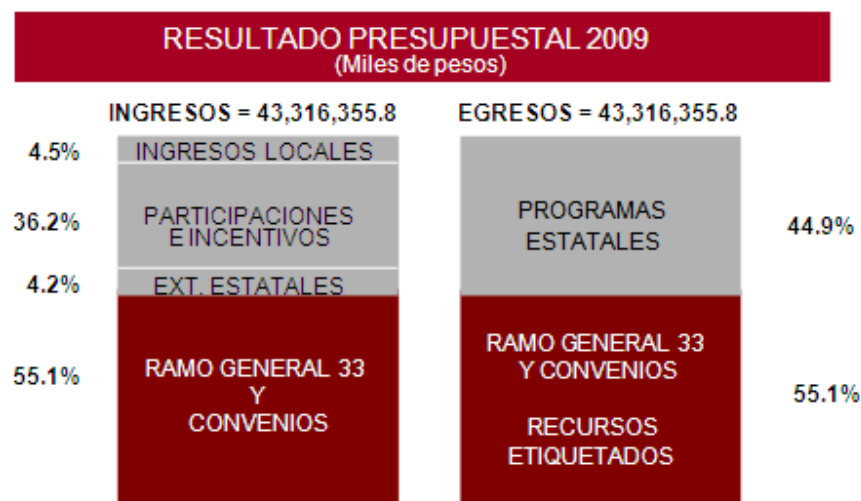 RESULTADO PRESUPUESTAL 2009
(Miles de pesos)
INGRESOS = 43,316,355.8
EGRESOS = 43,316,355.8
4.5%
INGRESOS LOCALES
36.2%
PARTICIPACIONES
E INCENTIVOS
4.2%
EXT. ESTATALES
55.1%
RAMO GENERAL 33
Y
CONVENIOS
PROGRAMAS
ESTATALES
44.9%
RAMO GENERAL 33
Y CONVENIOS
RECURSOS
ETIQUETADOS
55.1%